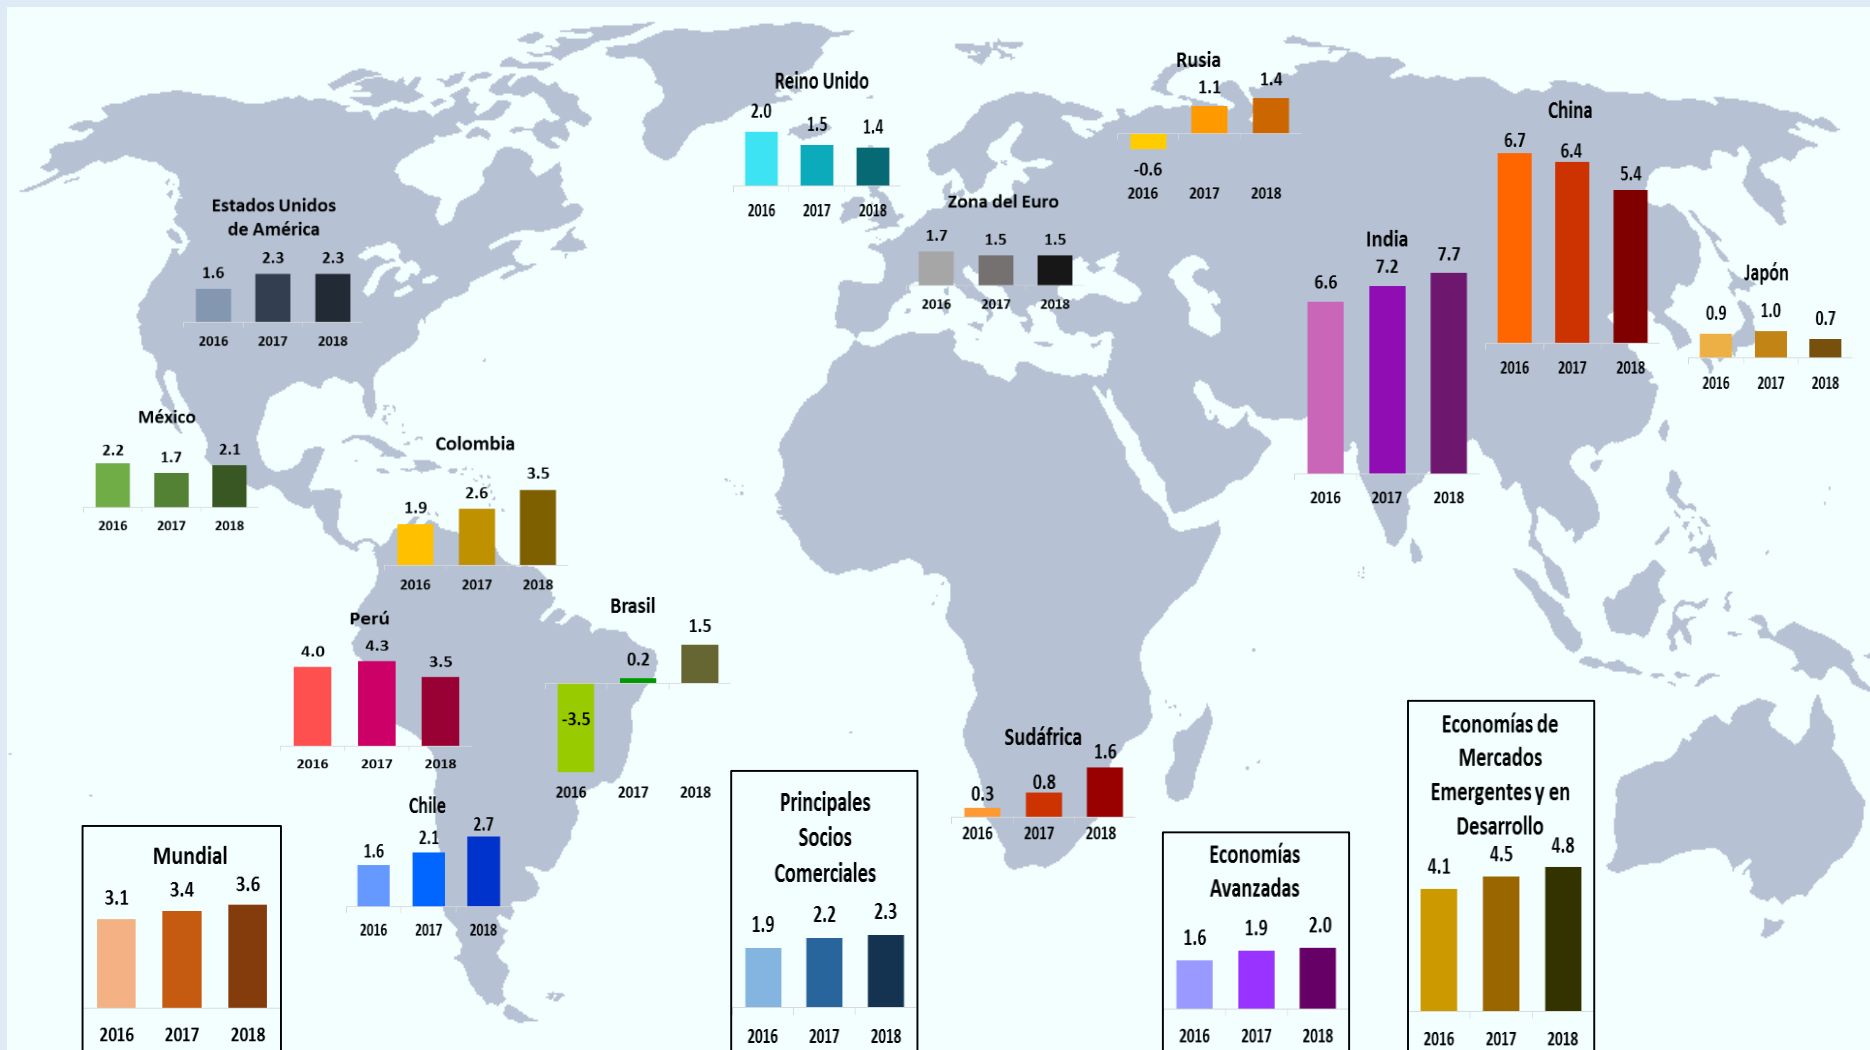 Reino Unido
2.0 1.5 1.4
2016 2017 2018
Rusia
-0.6 1.1 1.4
2016 2017 2018
China
6.7 6.4 5.4
2016 2017 2018
Estados Unidos
de América
1.6 2.3 2.3
2016 2017 2018
Zona del Euro
1.7 1.5 1.5
2016 2017 2018
India
6.6 7.2 7.7
2016 2017 2018
Japón
0.9 1.0 0.7
2016 2017 2018
México
2.2 1.7 2.1
2016 2017 2018
Colombia
1.9 2.6 3.5
2016 2017 2018
Perú
4.0 4.3 3.5
2016 2017 2018
Brasil
-3.5 0.2 1.5
2016 2017 2018
Chile
1.6 2.1 2.7
2016 2017 2018
Sudáfrica
0.3 0.8 1.6
2016 2017 2018
Mundial
3.1 3.4 3.6
2016 2017 2018
Principales
Socios
Comerciales
1.9 2.2 2.3
2016 2017 2018
Economías
Avanzadas
1.6 1.9 2.0
2016 2017 2018
Economías de
Mercados
Emergentes y en
Desarrollo
4.1 4.5 4.8
2016 2017 2018